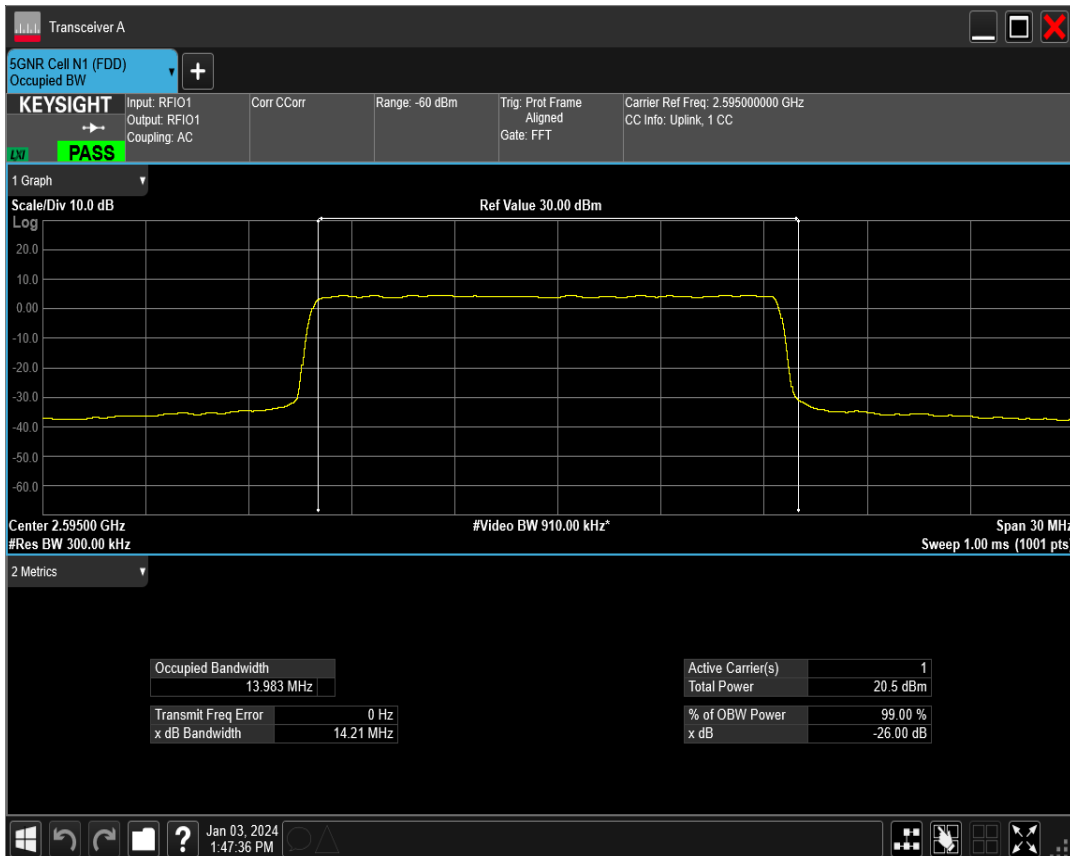 Transceiver A
5GNR Cell N1 (FDD)
Occupied BW
KEYSIGHT
LXI
PASS
Input: RFIO1
Output: RFIO1
Coupling: AC
Corr CCorr
Range: -60 dBm
Trig: Prot Frame
Aligned
Gate: FFT
Carrier Ref Freq: 2.595000000 GHz
CC Info: Uplink, 1 CC
1 Graph
Scale/Div 10.0 dB
Ref Value 30.00 dBm
Log
20.0
10.0
0.00
-10.0
-20.0
-30.0
-40.0
-50.0
-60.0
Center 2.59500 GHz
#Video BW 910.00 kHz*
Span 30 MHz
#Res BW 300.00 kHz
Sweep 1.00 ms (1001 pts)
2 Metrics
Occupied Bandwidth
13.983 MHz
Transmit Freq Error 0 Hz
x dB Bandwidth 14.21 MHz
Active Carrier(s) 1
Total Power 20.5 dBm
% of OBW Power 99.00 %
x dB -26.00 dB
Jan 03, 2024
1:47:36 PM